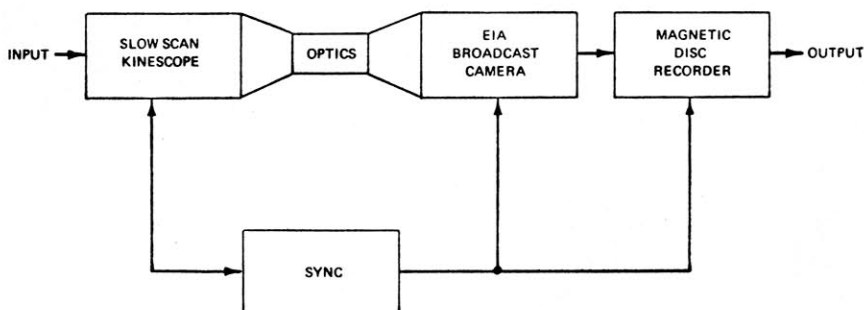 INPUT
SLOW SCAN
KINESCOPE
OPTICS
EIA
BROADCAST
CAMERA
MAGNETIC
DISC
RECORDER
OUTPUT
SYNC